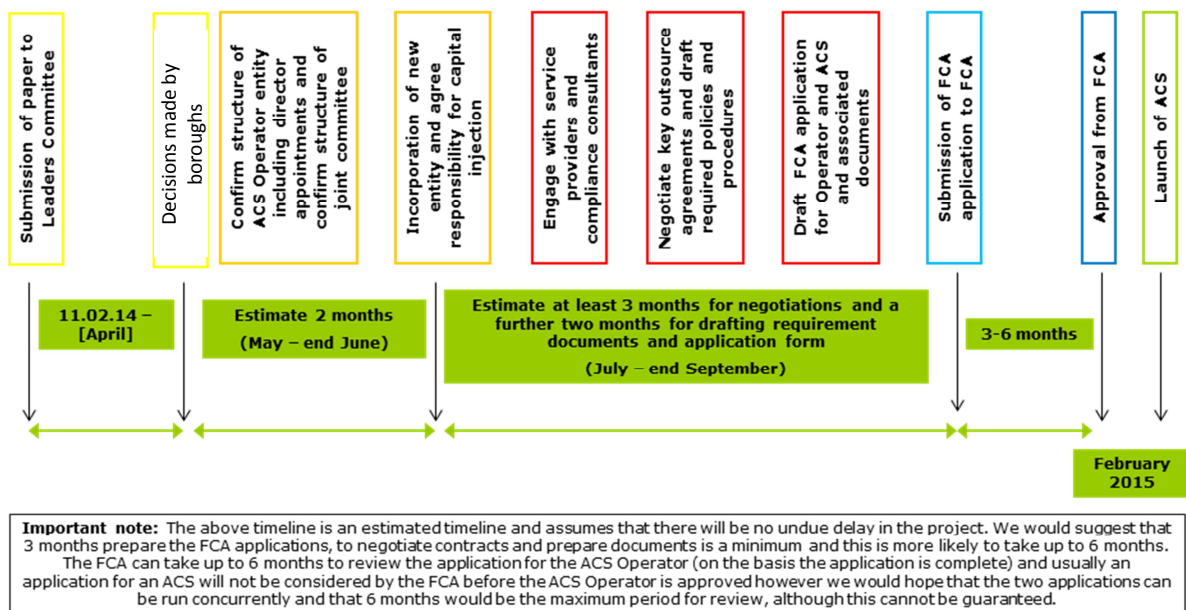 Submission of paper to
Leaders Committee
Decisions made by
boroughs
Confirm structure of
ACS Operator entity
including director
appointments and
confirm structure of
joint committee
Incorporation of new
entity and agree
responsibility for capital
injection
Engage with service
providers and
compliance consultants
Negotiate key outsource
agreements and draft
required policies and
procedures
Draft FCA application
for Operator and ACS
and associated
documents
Submission of FCA
application to FCA
Approval from FCA
Launch of ACS
11.02.14 –
[April]
Estimate 2 months
(May – end June)
Estimate at least 3 months for negotiations and a
further two months for drafting requirement
documents and application form
(July – end September)
3-6 months
February
2015
Important note: The above timeline is an estimated timeline and assumes that there will be no undue delay in the project. We would suggest that
3 months prepare the FCA applications, to negotiate contracts and prepare documents is a minimum and this is more likely to take up to 6 months.
The FCA can take up to 6 months to review the application for the ACS Operator (on the basis the application is complete) and usually an
application for an ACS will not be considered by the FCA before the ACS Operator is approved however we would hope that the two applications can
be run concurrently and that 6 months would be the maximum period for review, although this cannot be guaranteed.